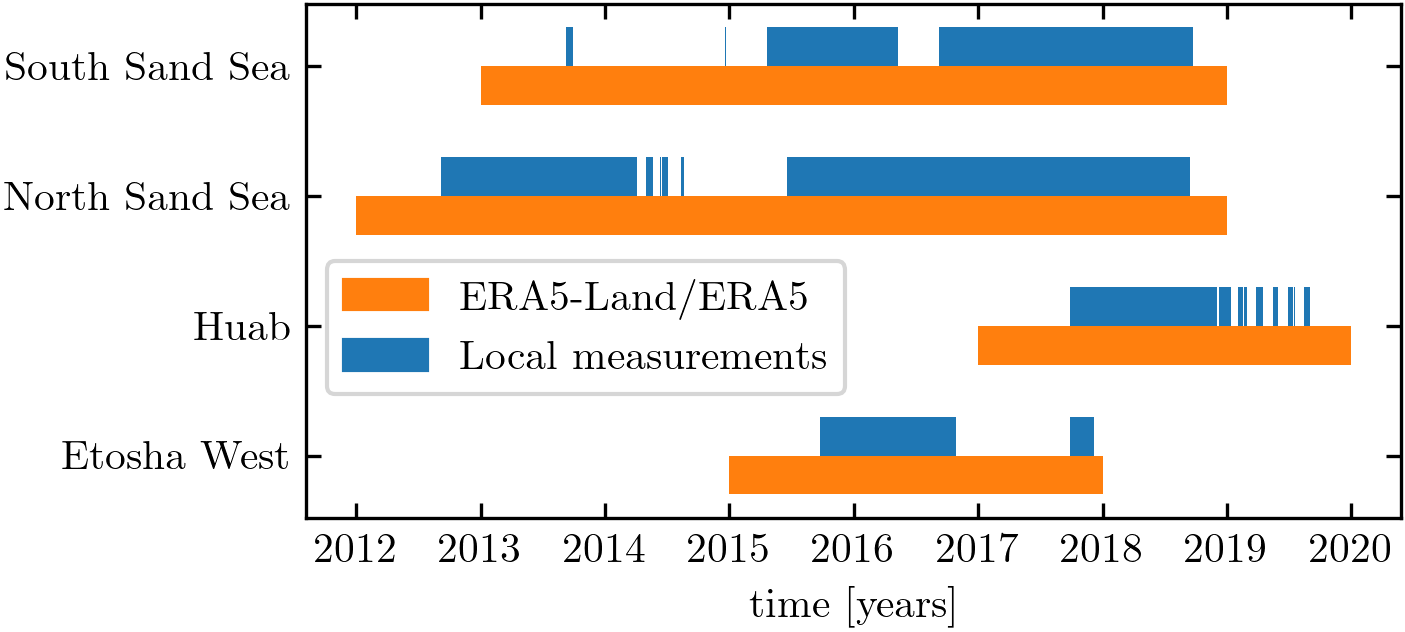 South Sand Sea
North Sand Sea
ERA5-Land/ERA5
Huab
Local measurements
Etosha West
2012 2013 2014 2015 2016 2017 2018 2019 2020
time [years]